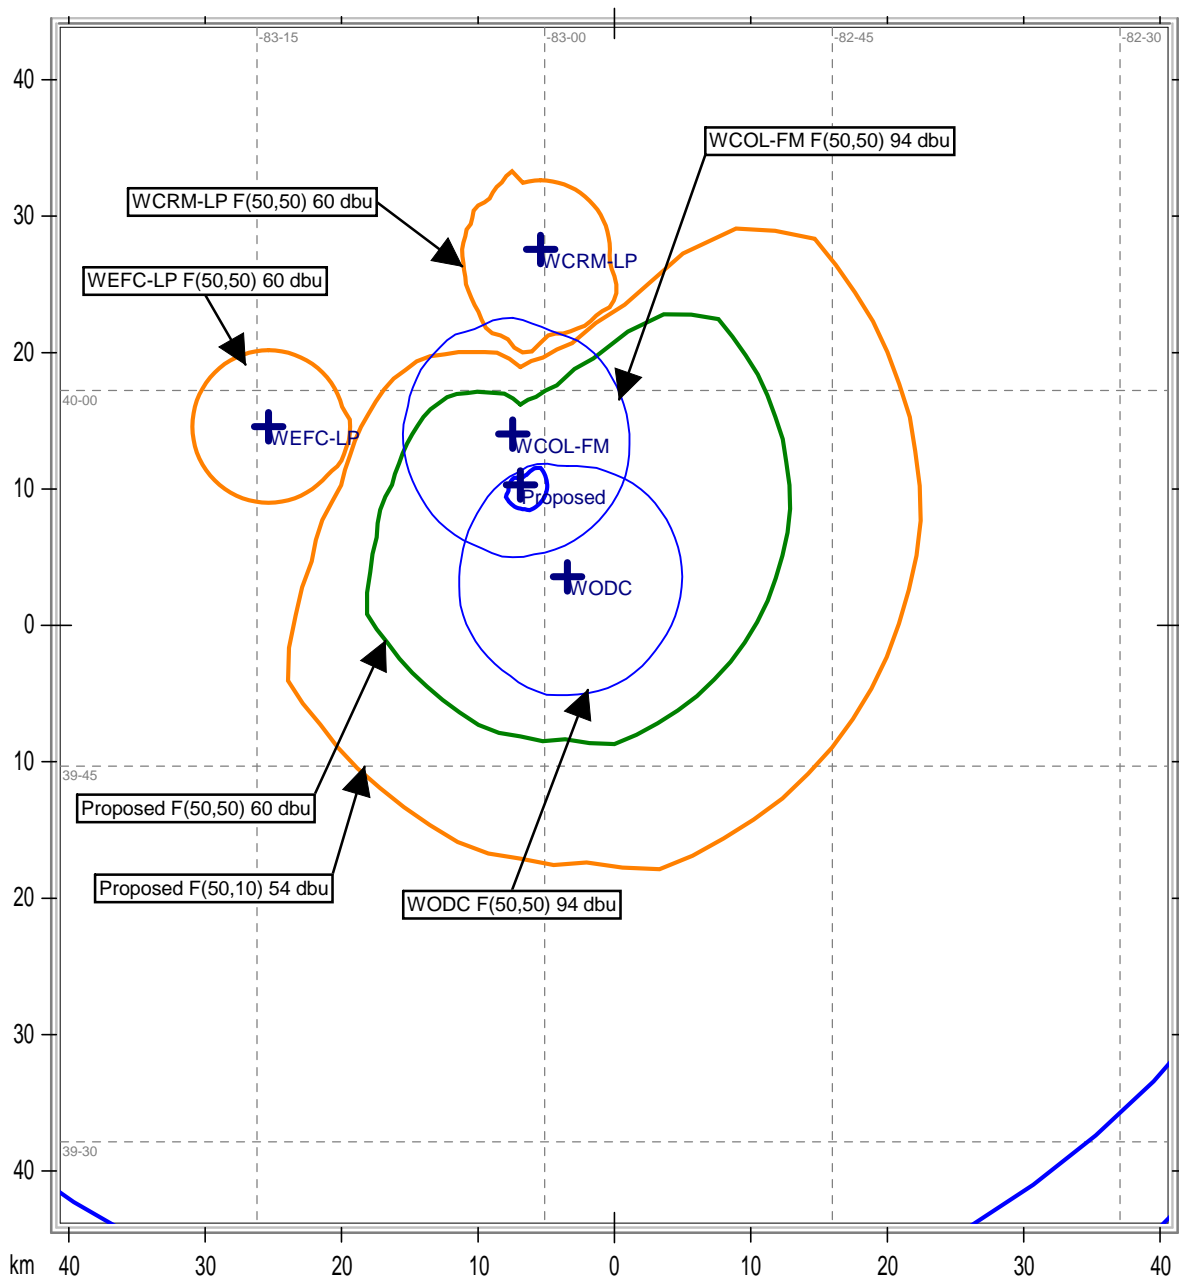 -83-15
-83-00
-82-45
-82-30
40
WCOL-FM F(50,50) 94 dbu
WCRM-LP F(50,50) 60 dbu
30
WCRM-LP
WEFC-LP F(50,50) 60 dbu
20
40-00
WEFC-LP
WCOL-FM
10
Proposed
WODC
0
10
39-45
Proposed F(50,50) 60 dbu
Proposed F(50,10) 54 dbu
20
WODC F(50,50) 94 dbu
30
39-30
40
km 40 30 20 10 0 10 20 30 40